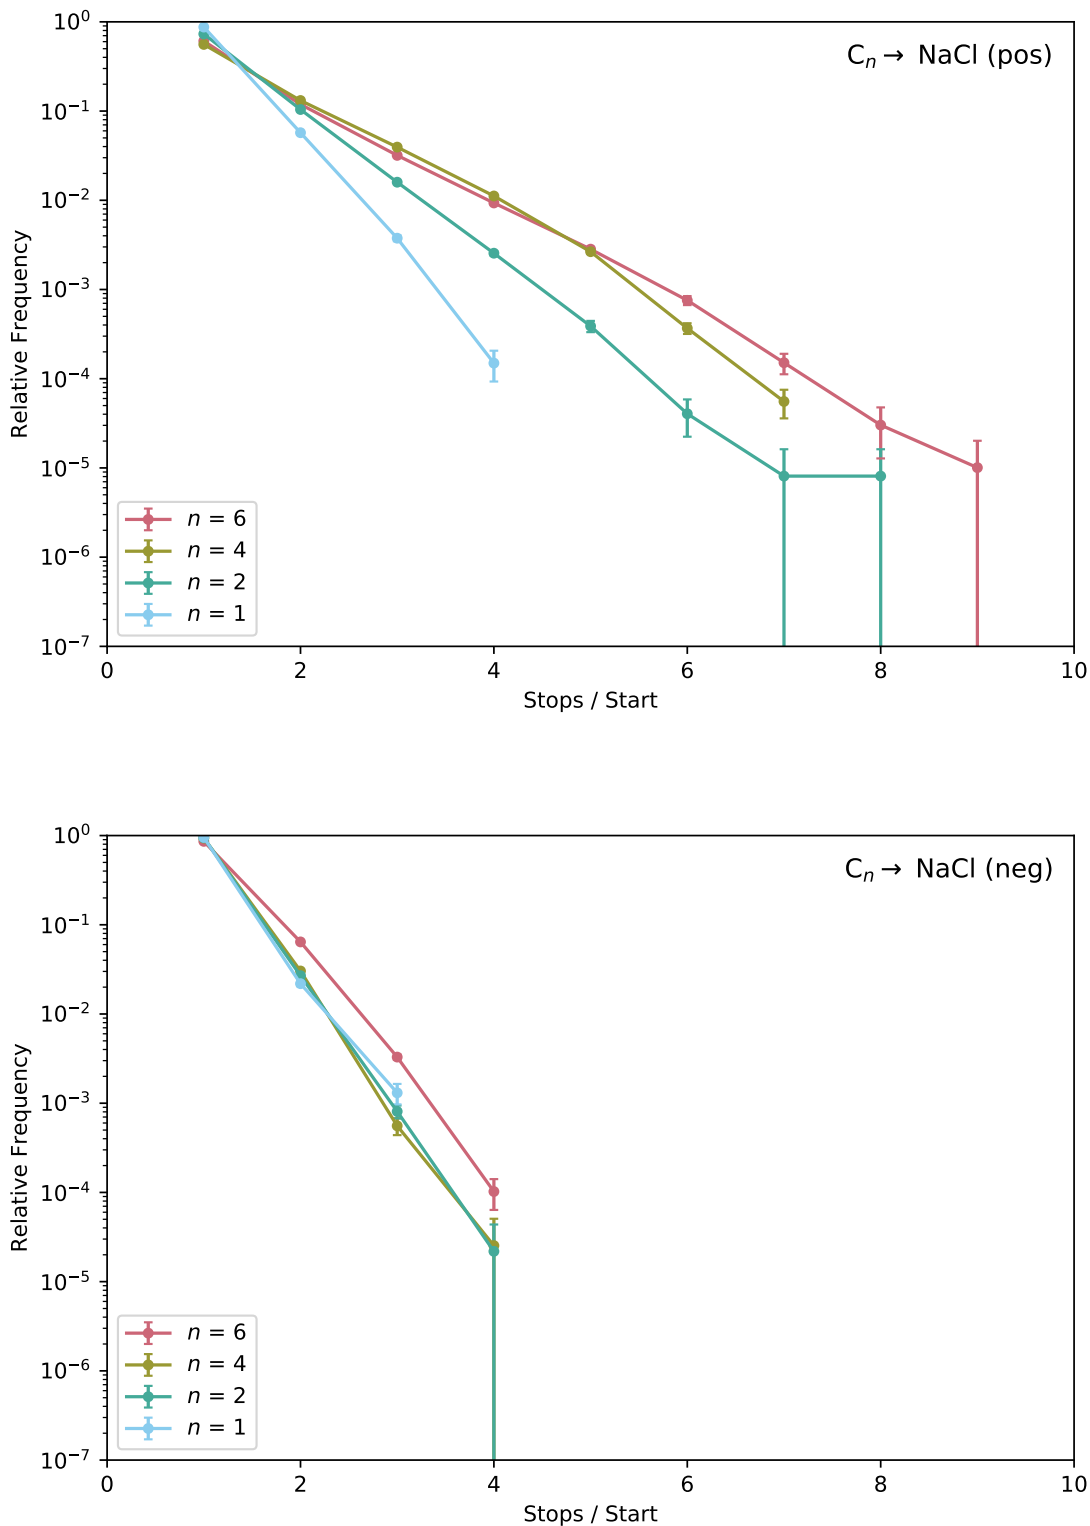 C_n → NaCl (pos)
10^0
10^−1
10^−2
10^−3
10^−4
10^−5
10^−6
10^−7
Relative Frequency
n = 6
n = 4
n = 2
n = 1
0 2 4 6 8 10
Stops / Start
C_n → NaCl (neg)
10^0
10^−1
10^−2
10^−3
10^−4
10^−5
10^−6
10^−7
Relative Frequency
n = 6
n = 4
n = 2
n = 1
0 2 4 6 8 10
Stops / Start